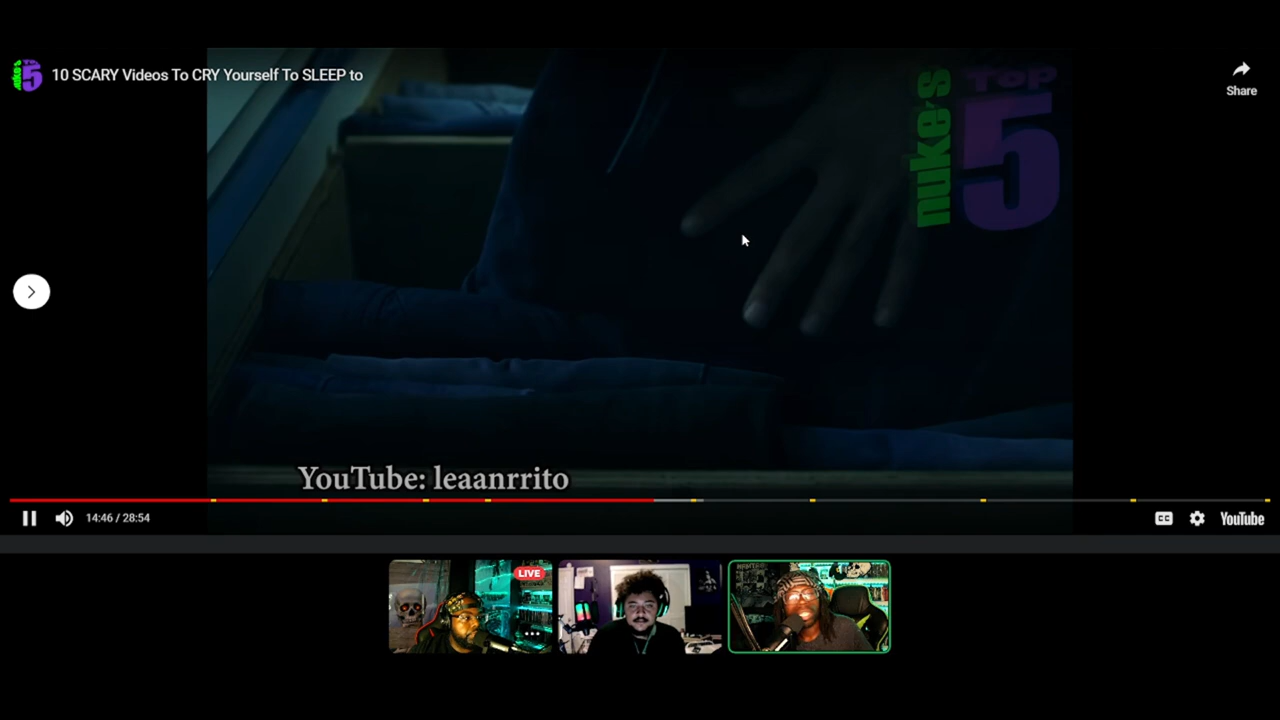 10 SCARY Videos To CRY Yourself To SLEEP to
Share
nuke's
Top
5
YouTube: leaanrrito
14:46 / 28:54
CC
YouTube
LIVE